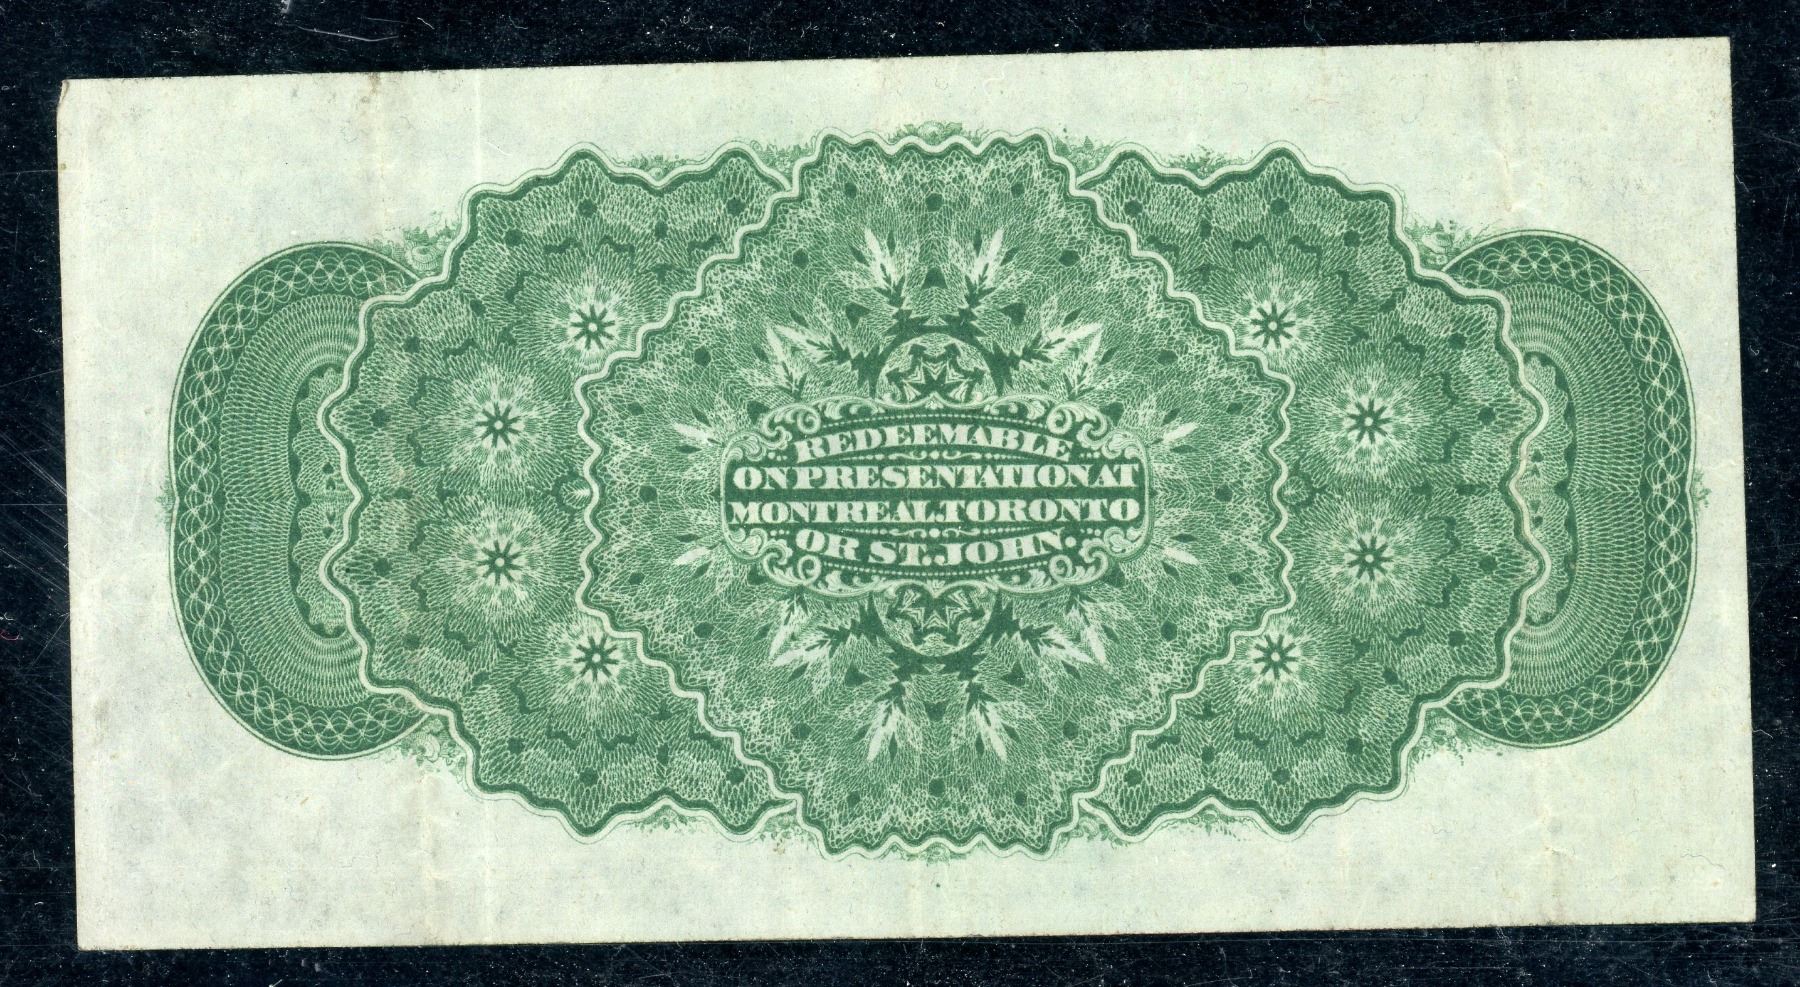 REDEEMABLE
ON PRESENTATION AT
MONTREAL.TORONTO
OR ST. JOHN.